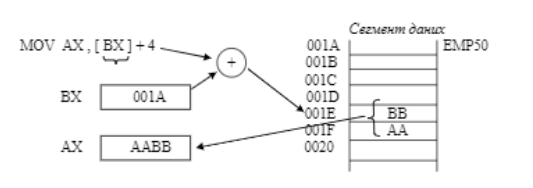 Сегмент даних
MOV AX , [ BX ] + 4
+
001A
EMP50
001B
001C
BX
001A
001D
001E
BB
001F
AA
AX
AABB
0020